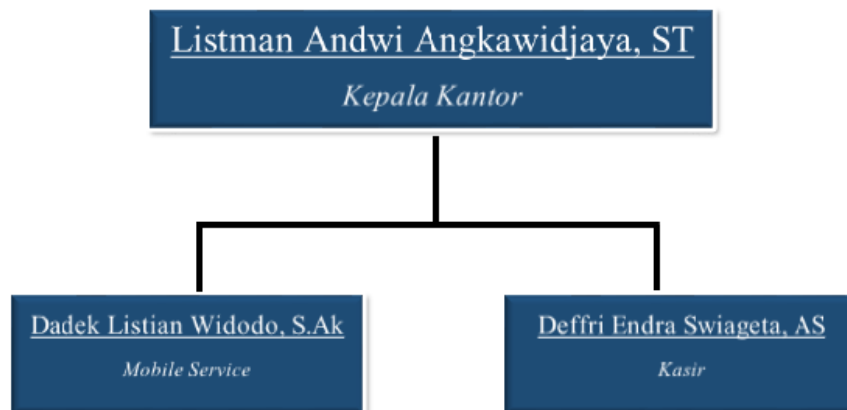 Listman Andwi Angkawidjaya, ST
Kepala Kantor
Dadek Listian Widodo, S.Ak
Mobile Service
Deffri Endra Swiageta, AS
Kasir